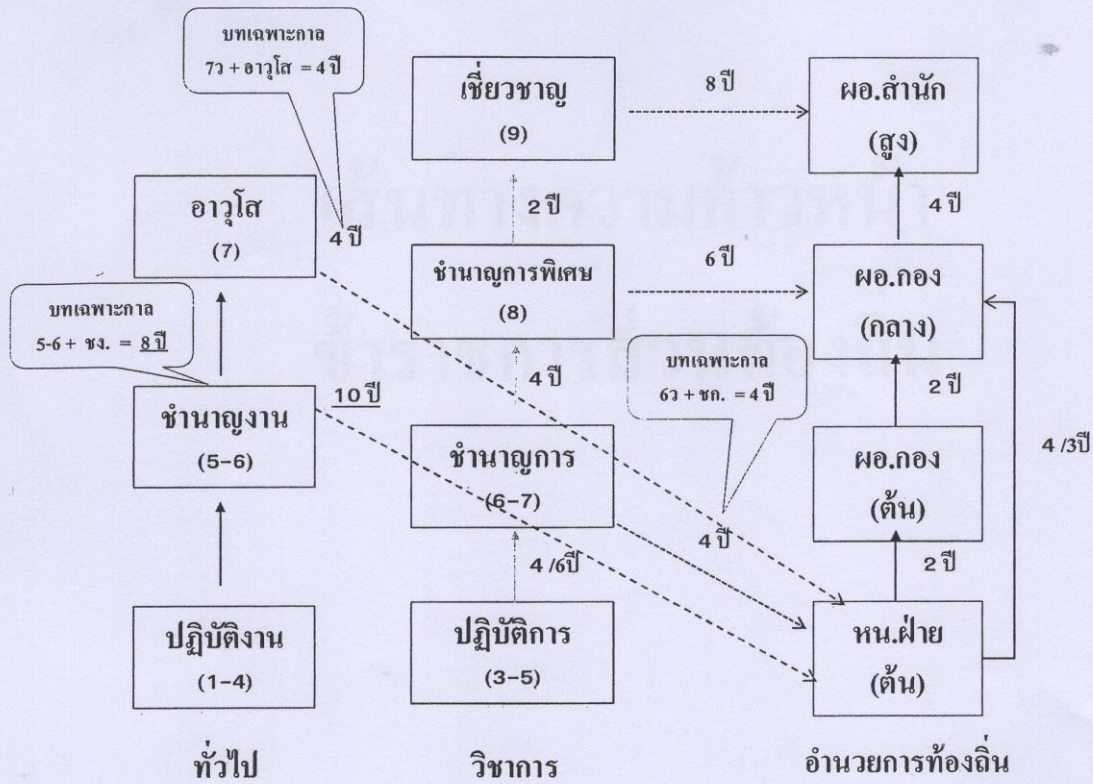 บทเฉพาะกาล
7ว + อาวุโส = 4 ปี
เชี่ยวชาญ
(9)
8 ปี
ผอ.สำนัก
(สูง)
อาวุโส
(7)
4 ปี
2 ปี
4 ปี
บทเฉพาะกาล
5-6 + ชง. = 8 ปี
ชำนาญการพิเศษ
(8)
6 ปี
ผอ.กอง
(กลาง)
ชำนาญงาน
(5-6)
10 ปี
4 ปี
บทเฉพาะกาล
6ว + ชก. = 4 ปี
2 ปี
ชำนาญการ
(6-7)
4 ปี
ผอ.กอง
(ต้น)
4 /3ปี
4 /6ปี
2 ปี
ปฏิบัติงาน
(1-4)
ปฏิบัติการ
(3-5)
หน.ฝ่าย
(ต้น)
ทั่วไป
วิชาการ
อำนวยการท้องถิ่น